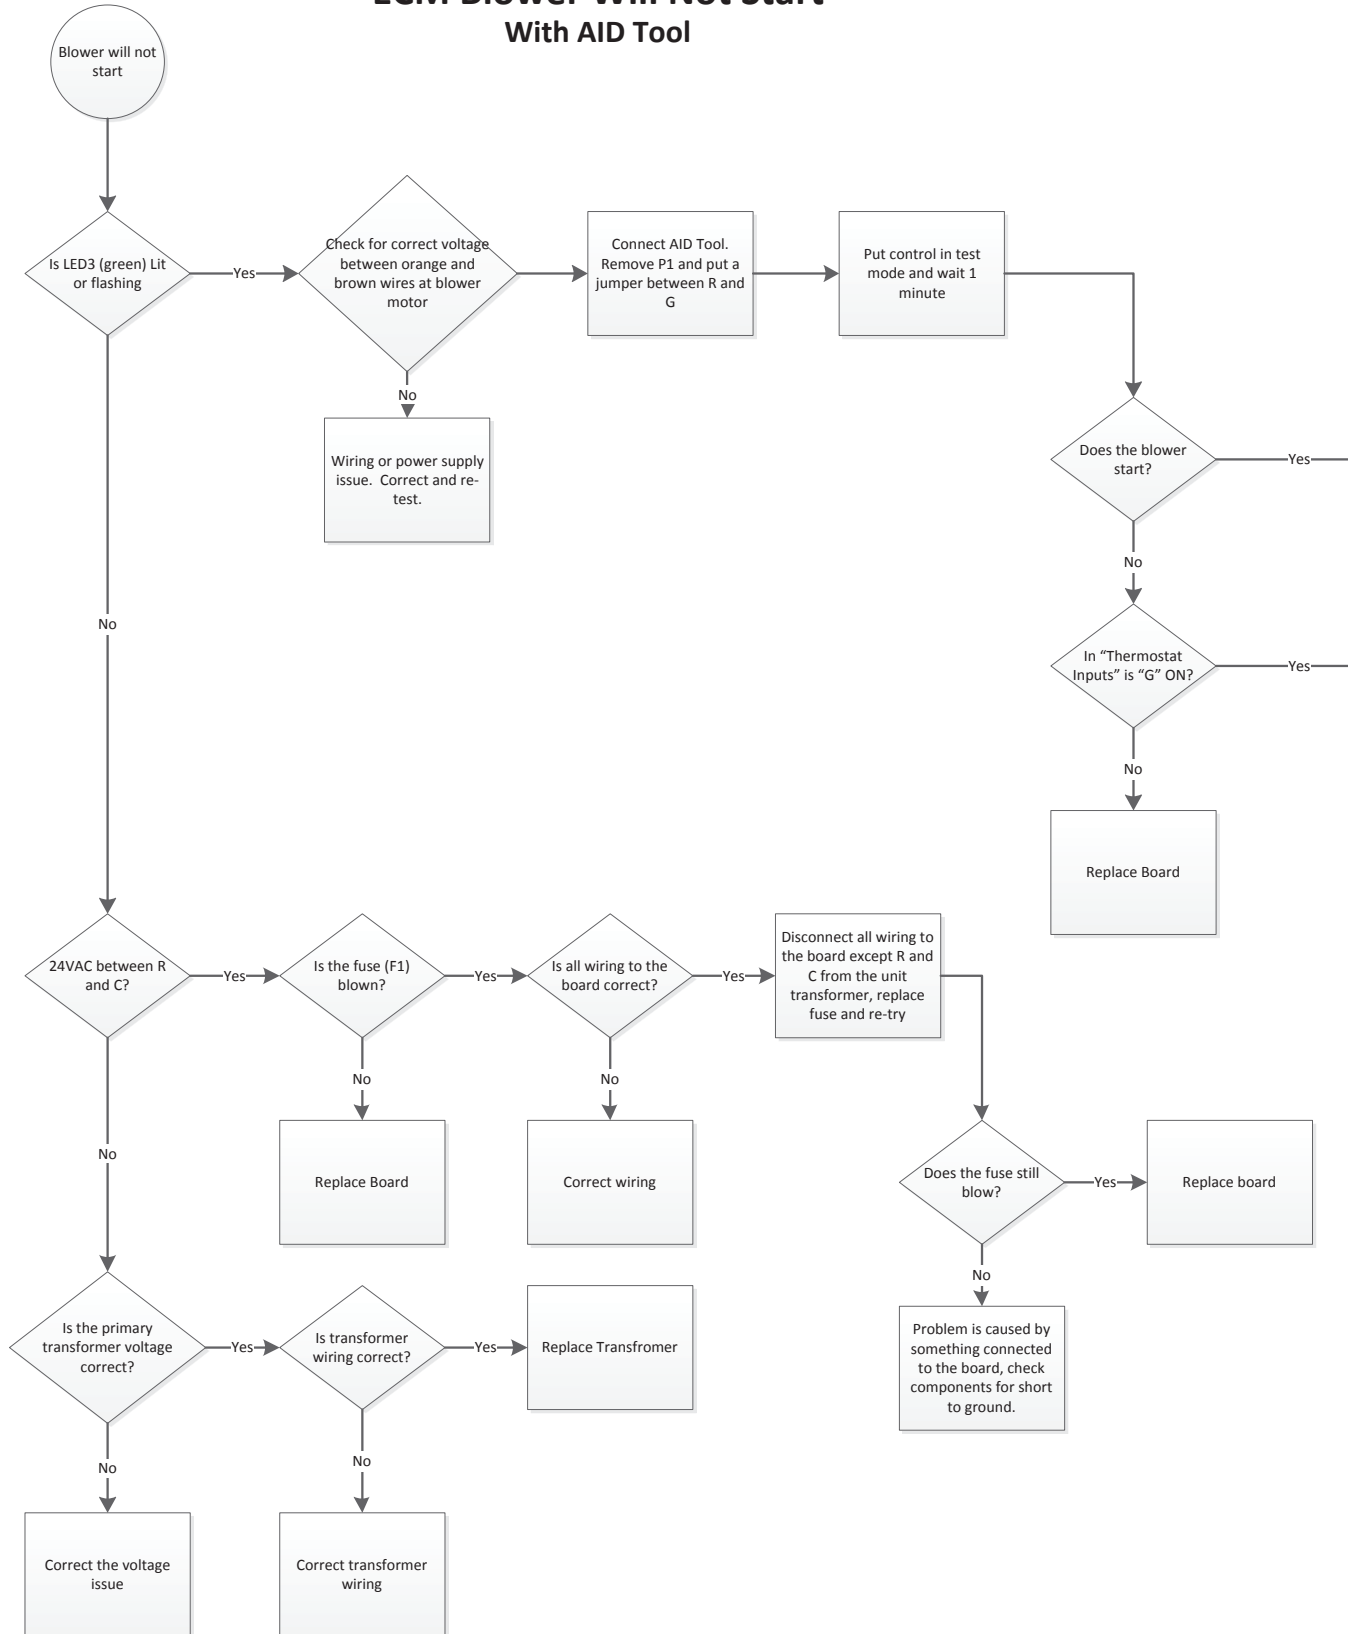 ECM Blower Will Not Start
With AID Tool
Blower will not
start
Is LED3 (green) Lit
or flashing
Yes
Check for correct voltage
between orange and
brown wires at blower
motor
Connect AID Tool.
Remove P1 and put a
jumper between R and
G
Put control in test
mode and wait 1
minute
No
Wiring or power supply
issue.  Correct and re-
test.
Does the blower
start?
Yes
No
No
In “Thermostat
Inputs” is “G” ON?
Yes
No
Replace Board
24VAC between R
and C?
Yes
Is the fuse (F1)
blown?
Yes
Is all wiring to the
board correct?
Yes
Disconnect all wiring to
the board except R and
C from the unit
transformer, replace
fuse and re-try
No
No
No
Replace Board
Correct wiring
Does the fuse still
blow?
Yes
Replace board
No
Problem is caused by
something connected
to the board, check
components for short
to ground.
Is the primary
transformer voltage
correct?
Yes
Is transformer
wiring correct?
Yes
Replace Transfromer
No
No
Correct the voltage
issue
Correct transformer
wiring